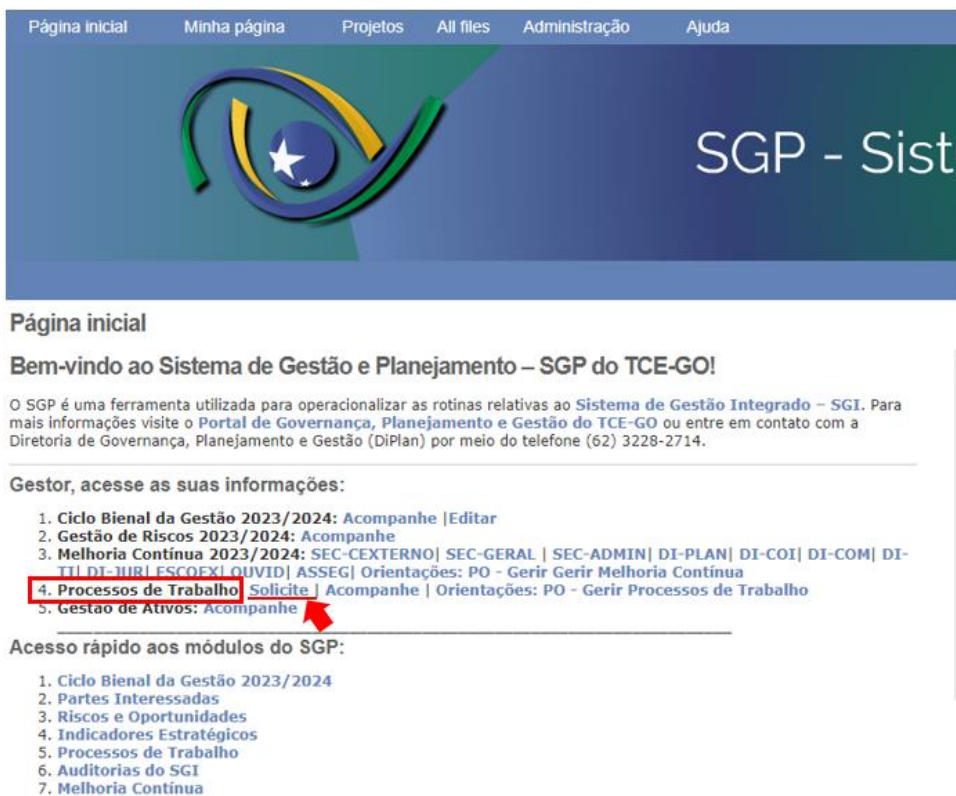 Página inicial Minha página Projetos All files Administração Ajuda
SGP - Sist
Página inicial
Bem-vindo ao Sistema de Gestão e Planejamento – SGP do TCE-GO!
O SGP é uma ferramenta utilizada para operacionalizar as rotinas relativas ao Sistema de Gestão Integrado – SGI. Para
mais informações visite o Portal de Governança, Planejamento e Gestão do TCE-GO ou entre em contato com a
Diretoria de Governança, Planejamento e Gestão (DiPlan) por meio do telefone (62) 3228-2714.
Gestor, acesse as suas informações:
1. Ciclo Bienal da Gestão 2023/2024: Acompanhe |Editar
2. Gestão de Riscos 2023/2024: Acompanhe
3. Melhoria Contínua 2023/2024: SEC-CEXTERNO| SEC-GERAL | SEC-ADMIN| DI-PLAN| DI-COI| DI-COM| DI-
TI| DI-JUR| ESCOEX| OUVID| ASSEG| Orientações: PO - Gerir Gerir Melhoria Contínua
4. Processos de Trabalho Solicite | Acompanhe | Orientações: PO - Gerir Processos de Trabalho
5. Gestão de Ativos: Acompanhe
Acesso rápido aos módulos do SGP:
1. Ciclo Bienal da Gestão 2023/2024
2. Partes Interessadas
3. Riscos e Oportunidades
4. Indicadores Estratégicos
5. Processos de Trabalho
6. Auditorias do SGI
7. Melhoria Contínua